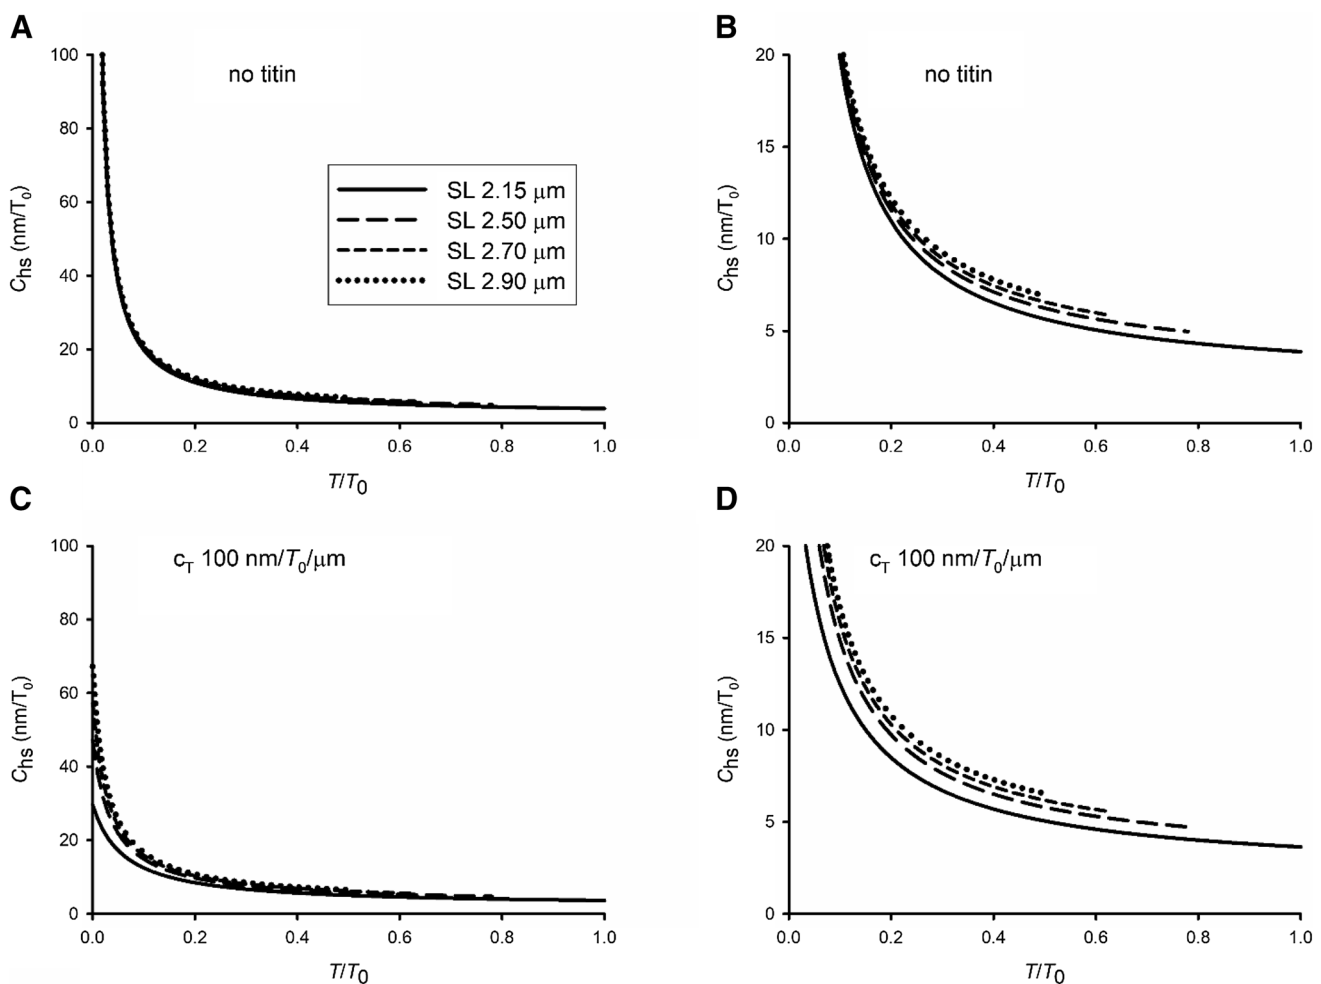 A
100
80
60
40
20
0
Chs (nm/T0)
no titin
SL 2.15 μm
SL 2.50 μm
SL 2.70 μm
SL 2.90 μm
0.0 0.2 0.4 0.6 0.8 1.0
T/T0
B
20
15
10
5
0
Chs (nm/T0)
no titin
0.0 0.2 0.4 0.6 0.8 1.0
T/T0
C
100
80
60
40
20
0
Chs (nm/T0)
cT 100 nm/T0/μm
0.0 0.2 0.4 0.6 0.8 1.0
T/T0
D
20
15
10
5
0
Chs (nm/T0)
cT 100 nm/T0/μm
0.0 0.2 0.4 0.6 0.8 1.0
T/T0